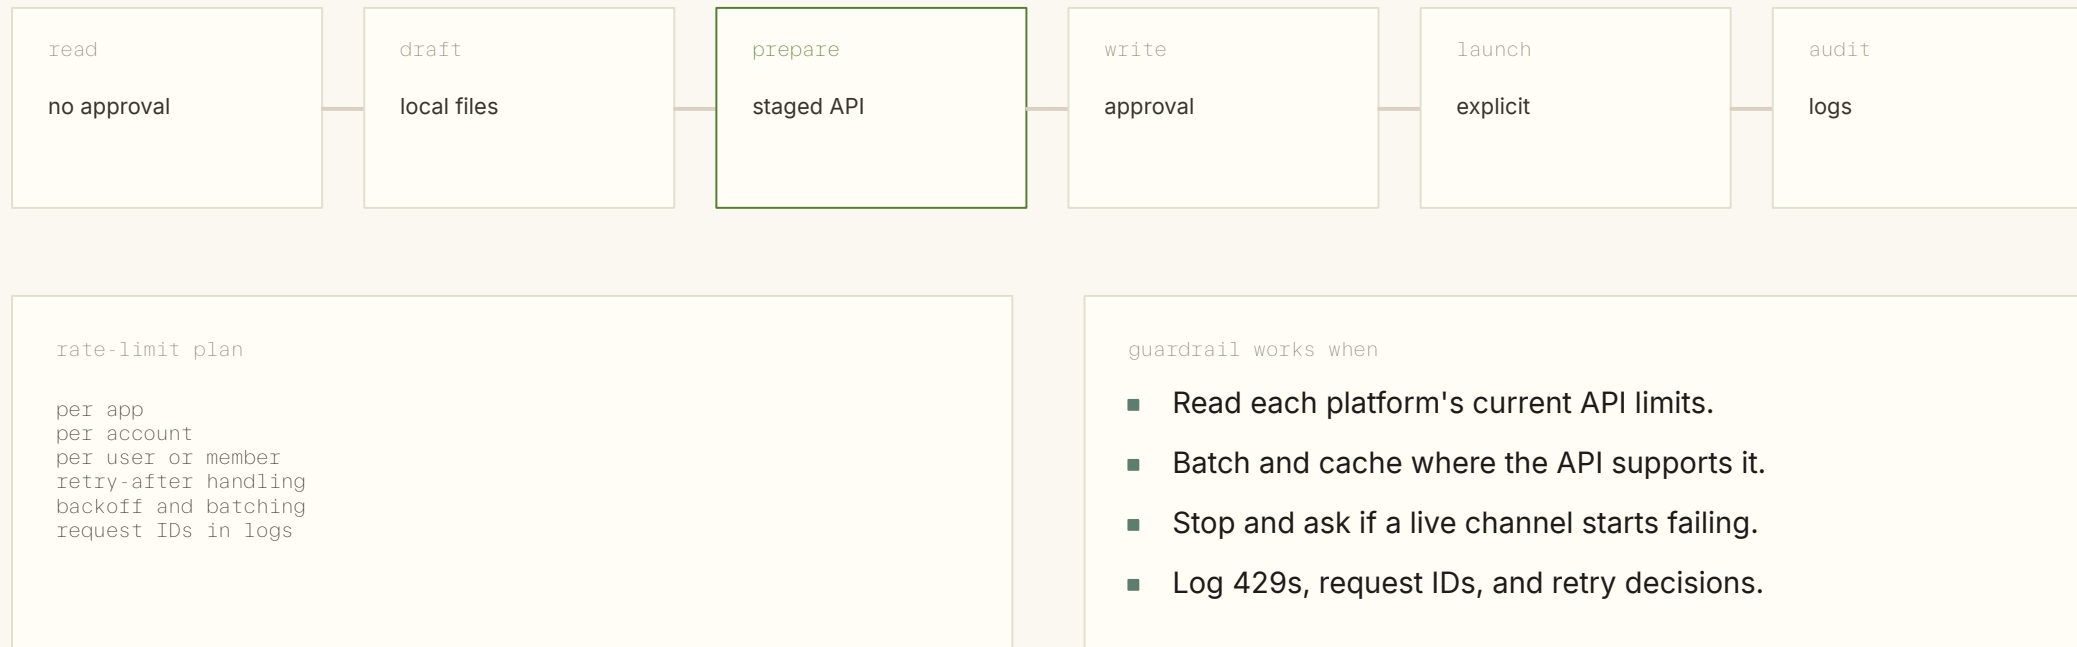 read
no approval
draft
local files
prepare
staged API
write
approval
launch
explicit
audit
logs
rate-limit plan
per app
per account
per user or member
retry-after handling
backoff and batching
request IDs in logs
guardrail works when
Read each platform's current API limits.
Batch and cache where the API supports it.
Stop and ask if a live channel starts failing.
Log 429s, request IDs, and retry decisions.